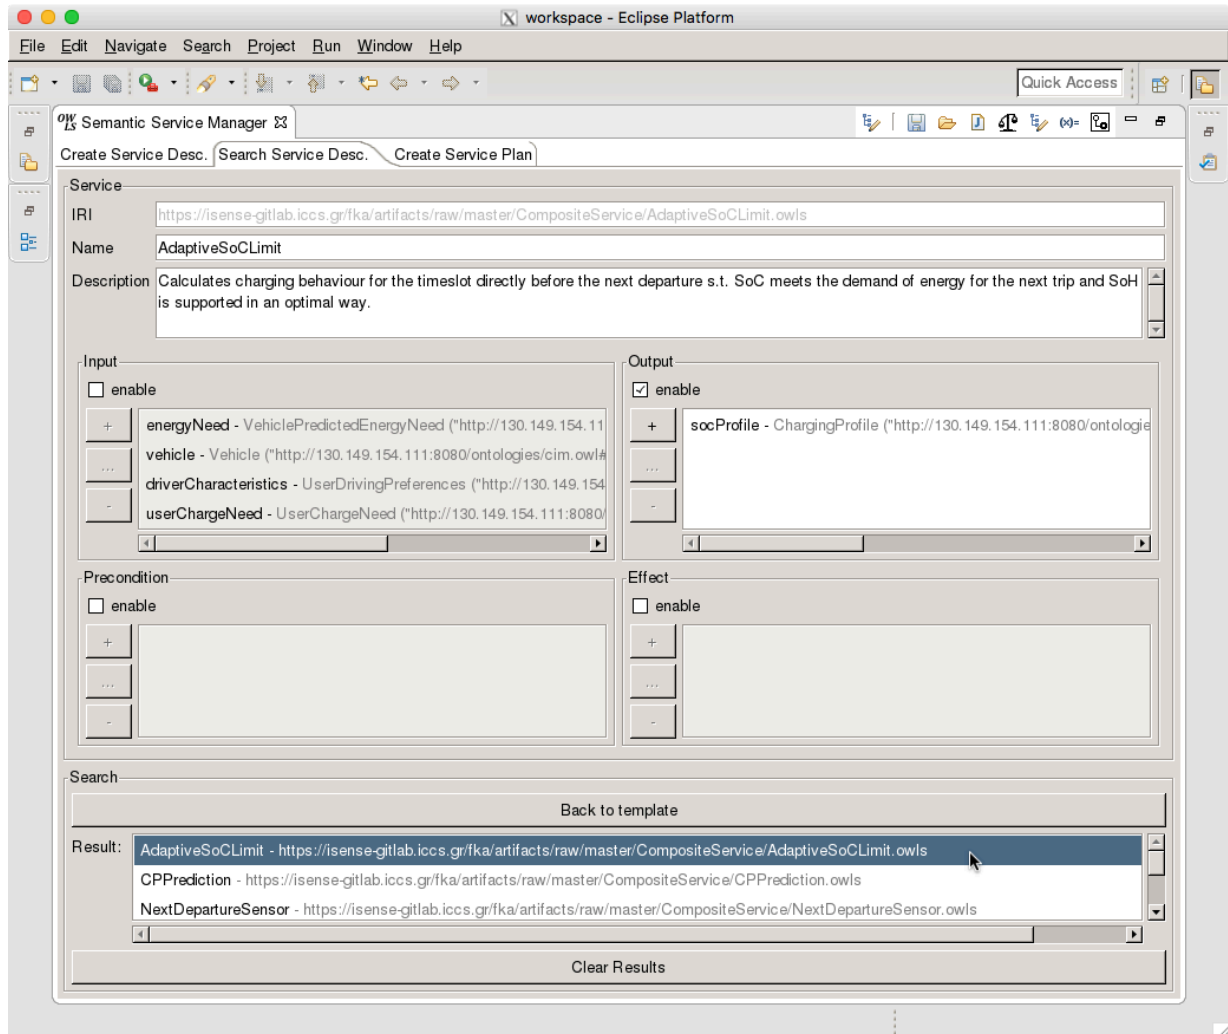 workspace - Eclipse Platform
File Edit Navigate Search Project Run Window Help
Quick Access
OWLS Semantic Service Manager
Create Service Desc. Search Service Desc. Create Service Plan
Service
IRI https://isense-gitlab.iccs.gr/fka/artifacts/raw/master/CompositeService/AdaptiveSoCLimit.owls
Name AdaptiveSoCLimit
Description Calculates charging behaviour for the timeslot directly before the next departure s.t. SoC meets the demand of energy for the next trip and SoH
is supported in an optimal way.
Input Output
enable enable
+ energyNeed - VehiclePredictedEnergyNeed ("http://130.149.154.11 + socProfile - ChargingProfile ("http://130.149.154.111:8080/ontologie
vehicle - Vehicle ("http://130.149.154.111:8080/ontologies/cim.owl#
... ...
driverCharacteristics - UserDrivingPreferences ("http://130.149.154
- userChargeNeed - UserChargeNeed ("http://130.149.154.111:8080/ -
Precondition Effect
enable enable
+ +
... ...
- -
Search
Back to template
Result: AdaptiveSoCLimit - https://isense-gitlab.iccs.gr/fka/artifacts/raw/master/CompositeService/AdaptiveSoCLimit.owls
CPPrediction - https://isense-gitlab.iccs.gr/fka/artifacts/raw/master/CompositeService/CPPrediction.owls
NextDepartureSensor - https://isense-gitlab.iccs.gr/fka/artifacts/raw/master/CompositeService/NextDepartureSensor.owls
Clear Results